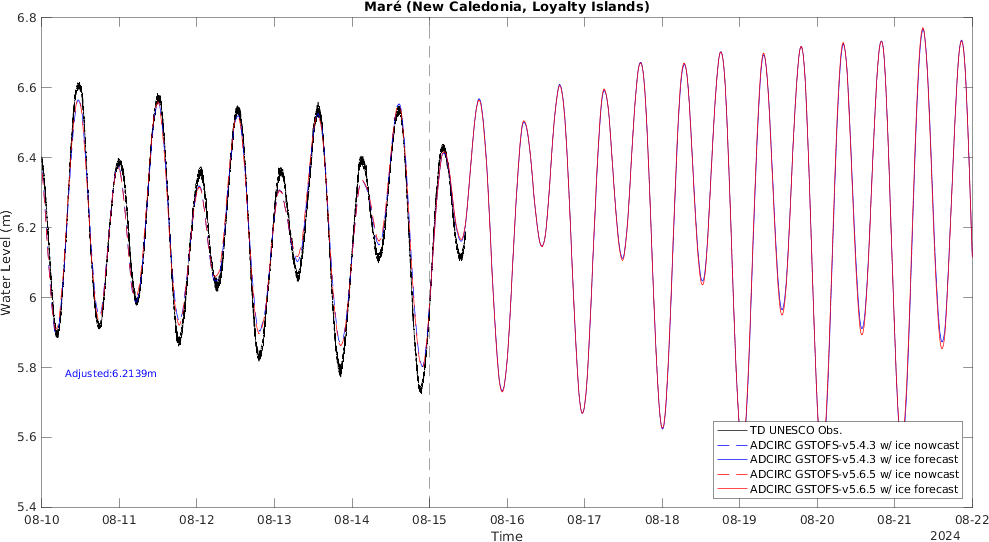 Maré (New Caledonia, Loyalty Islands)
6.8
6.6
6.4
6.2
6
5.8
5.6
5.4
Water Level (m)
Adjusted:6.2139m
TD UNESCO Obs.
ADCIRC GSTOFS-v5.4.3 w/ ice nowcast
ADCIRC GSTOFS-v5.4.3 w/ ice forecast
ADCIRC GSTOFS-v5.6.5 w/ ice nowcast
ADCIRC GSTOFS-v5.6.5 w/ ice forecast
08-10 08-11 08-12 08-13 08-14 08-15 08-16 08-17 08-18 08-19 08-20 08-21 08-22
Time
2024